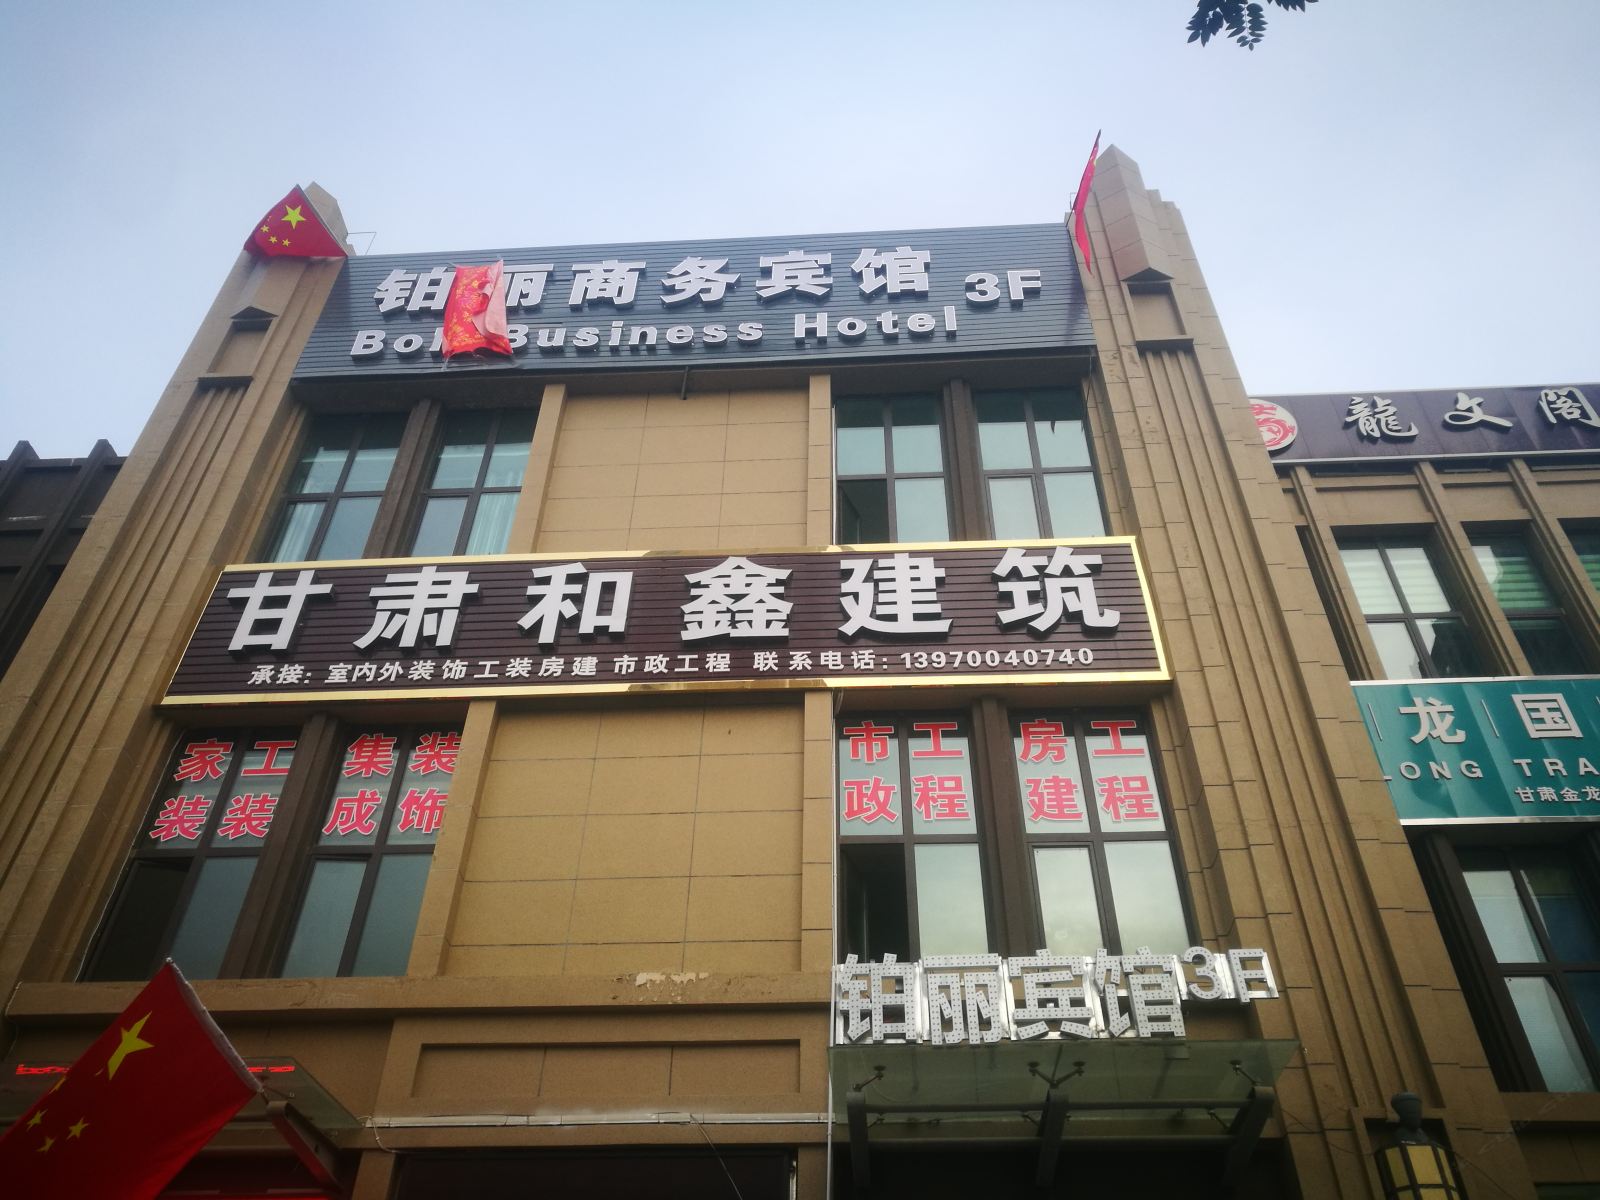 铂丽商务宾馆 3F
Business Hotel
龍文阁
甘肃和鑫建筑
承接: 室内外装饰工装房建 市政工程 联系电话: 13970040740
龙 国
LONG TRA
甘肃金龙
家装 工装 集成 装饰
市政 工程 房建 工程
铂丽宾馆3F